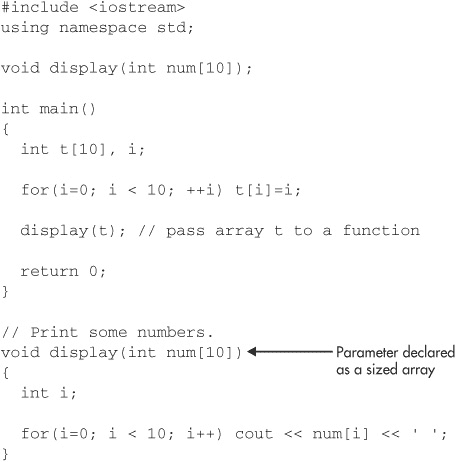 #include <iostream>
using namespace std;
void display(int num[10]);
int main()
{
int t[10], i;
for(i=0; i < 10; ++i) t[i]=i;
display(t); // pass array t to a function
return 0;
}
// Print some numbers.
void display(int num[10])
Parameter declared
as a sized array
{
int i;
for(i=0; i < 10; i++) cout << num[i] << ' ';
}